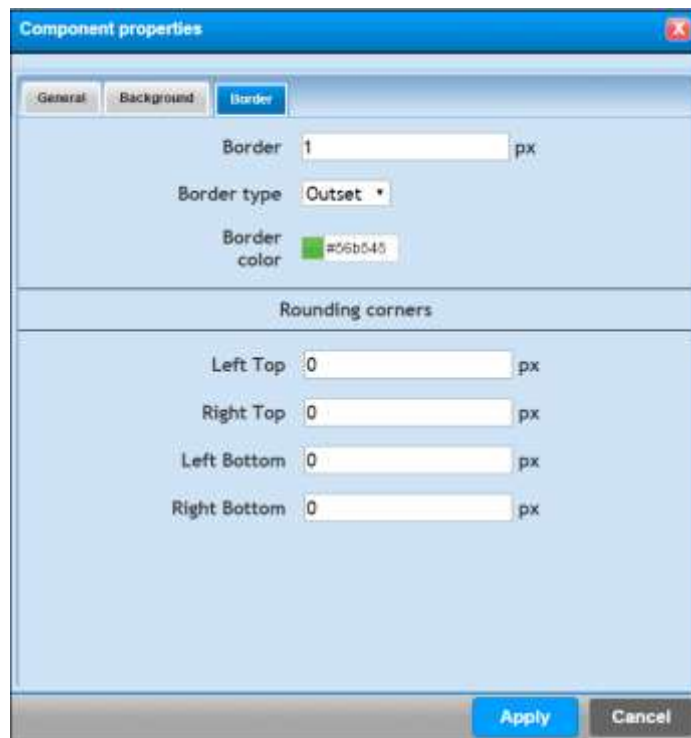 Component properties
X
General Background Border
Border 1 px
Border type Outset
Border
color
Rounding corners
Left Top 0 px
Right Top 0 px
Left Bottom 0 px
Right Bottom 0 px
Apply Cancel